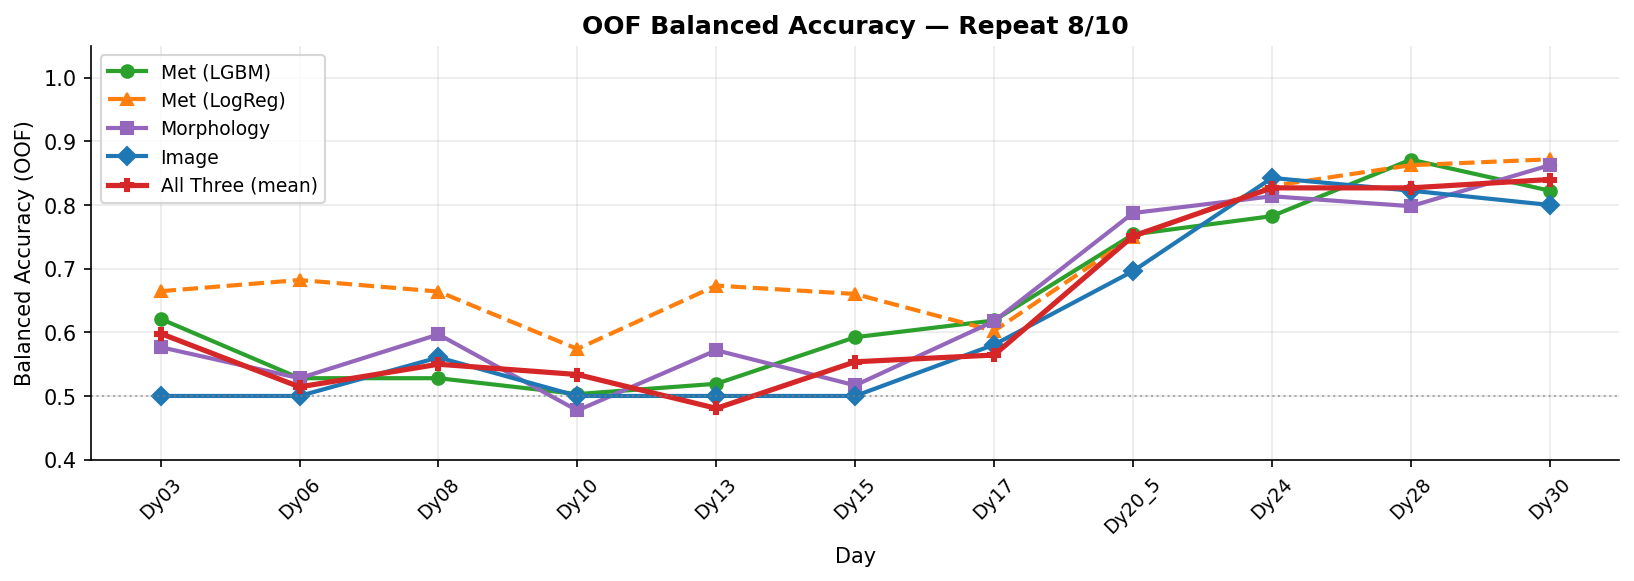 OOF Balanced Accuracy — Repeat 8/10
Met (LGBM)
Met (LogReg)
Morphology
Image
All Three (mean)
Balanced Accuracy (OOF)
1.0
0.9
0.8
0.7
0.6
0.5
0.4
Dy03
Dy06
Dy08
Dy10
Dy13
Dy15
Dy17
Dy20_5
Dy24
Dy28
Dy30
Day